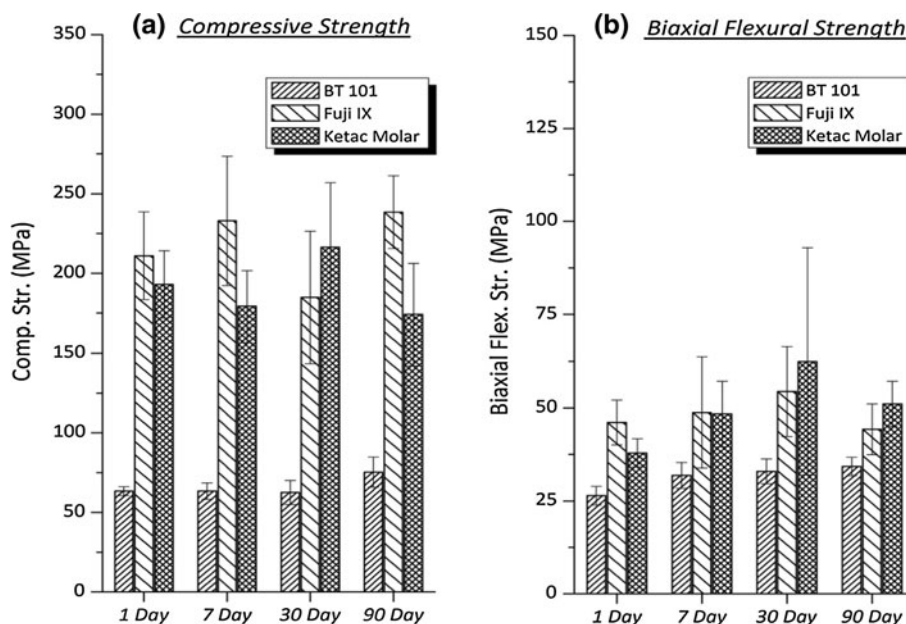 (a) Compressive Strength
350
300
250
200
150
100
50
0
Comp. Str. (MPa)
BT 101
Fuji IX
Ketac Molar
1 Day 7 Day 30 Day 90 Day
(b) Biaxial Flexural Strength
150
125
100
75
50
25
0
Biaxial Flex. Str. (MPa)
BT 101
Fuji IX
Ketac Molar
1 Day 7 Day 30 Day 90 Day